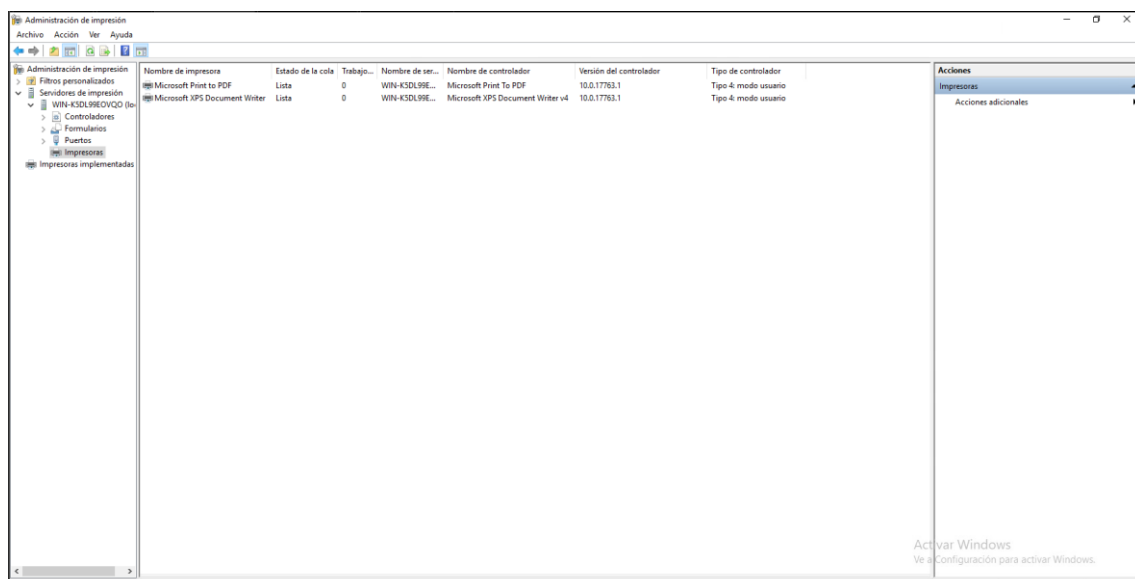 Administración de impresión
Archivo Acción Ver Ayuda
Administración de impresión
Filtros personalizados
Servidores de impresión
WIN-K5DL99EOVQO (lo
Controladores
Formularios
Puertos
Impresoras
Impresoras implementadas
Nombre de impresora Estado de la cola Trabajo... Nombre de ser... Nombre de controlador Versión del controlador Tipo de controlador
Microsoft Print to PDF Lista 0 WIN-K5DL99E... Microsoft Print To PDF 10.0.17763.1 Tipo 4: modo usuario
Microsoft XPS Document Writer Lista 0 WIN-K5DL99E... Microsoft XPS Document Writer v4 10.0.17763.1 Tipo 4: modo usuario
Acciones
Impresoras
Acciones adicionales
Activar Windows
Ve a Configuración para activar Windows.